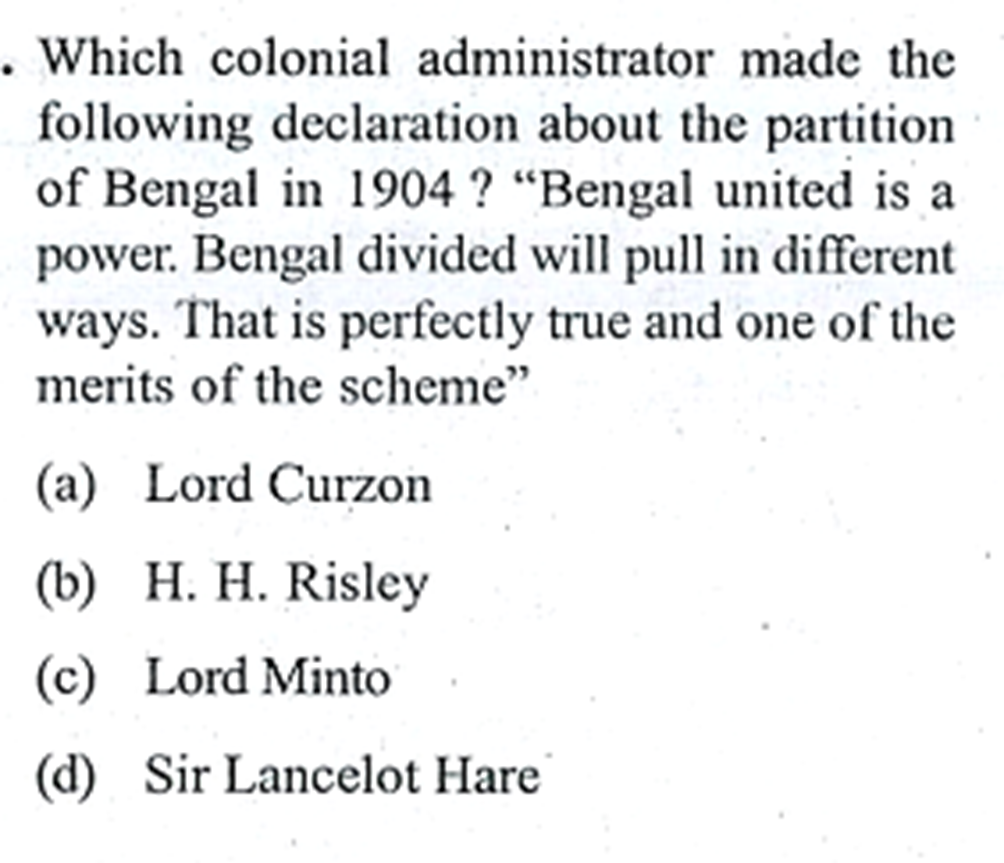 . Which colonial administrator made the
following declaration about the partition
of Bengal in 1904 ? “Bengal united is a
power. Bengal divided will pull in different
ways. That is perfectly true and one of the
merits of the scheme”
(a) Lord Curzon
(b) H. H. Risley
(c) Lord Minto
(d) Sir Lancelot Hare